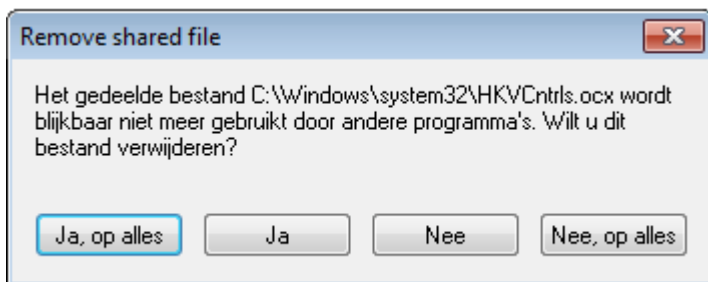 Remove shared file
Het gedeelde bestand C:\Windows\system32\HKVCntrls.ocx wordt
blijkbaar niet meer gebruikt door andere programma's. Wilt u dit
bestand verwijderen?
Ja, op alles
Ja
Nee
Nee, op alles